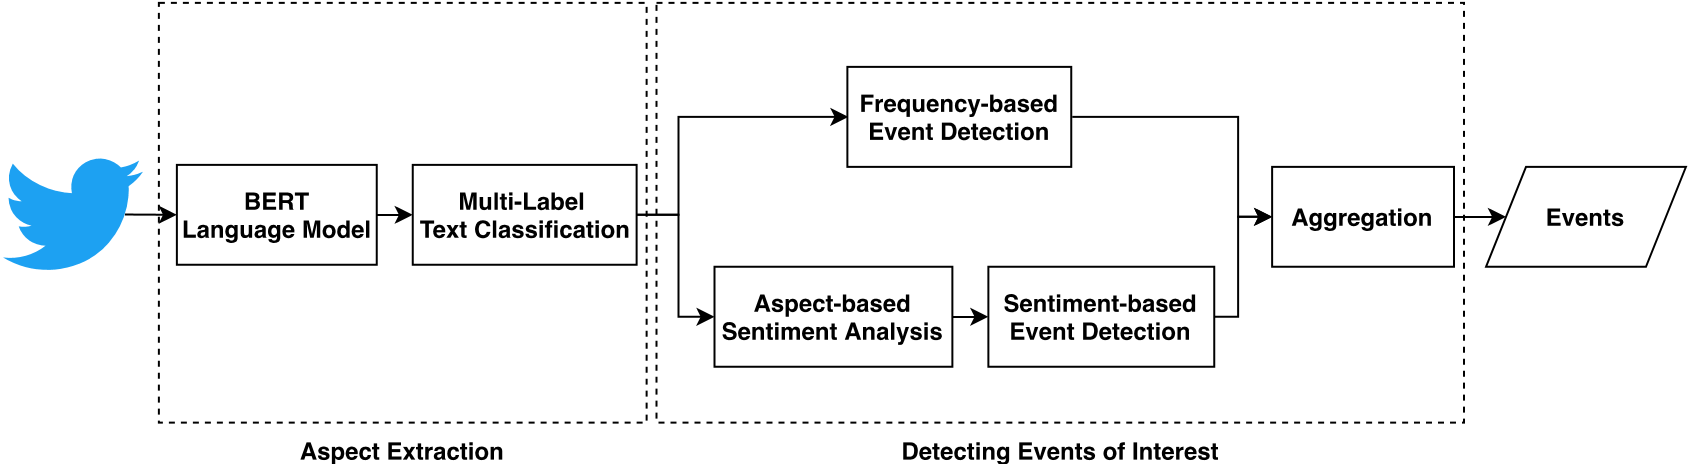 BERT
Language Model
Multi-Label
Text Classification
Frequency-based
Event Detection
Aspect-based
Sentiment Analysis
Sentiment-based
Event Detection
Aggregation
Events
Aspect Extraction
Detecting Events of Interest